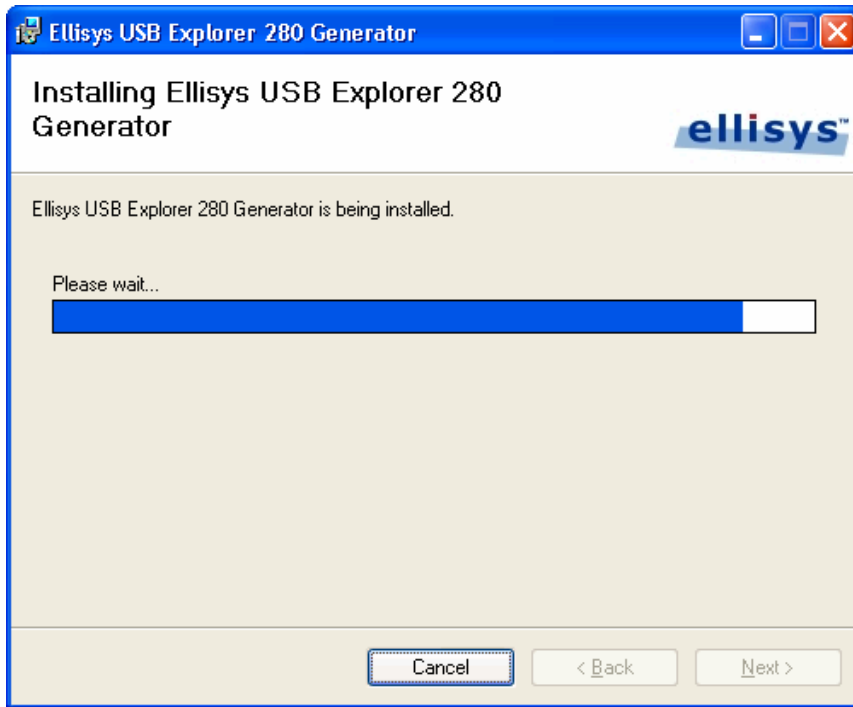 Ellisys USB Explorer 280 Generator
Installing Ellisys USB Explorer 280
Generator
ellisys™
Ellisys USB Explorer 280 Generator is being installed.
Please wait...
Cancel
< Back
Next >